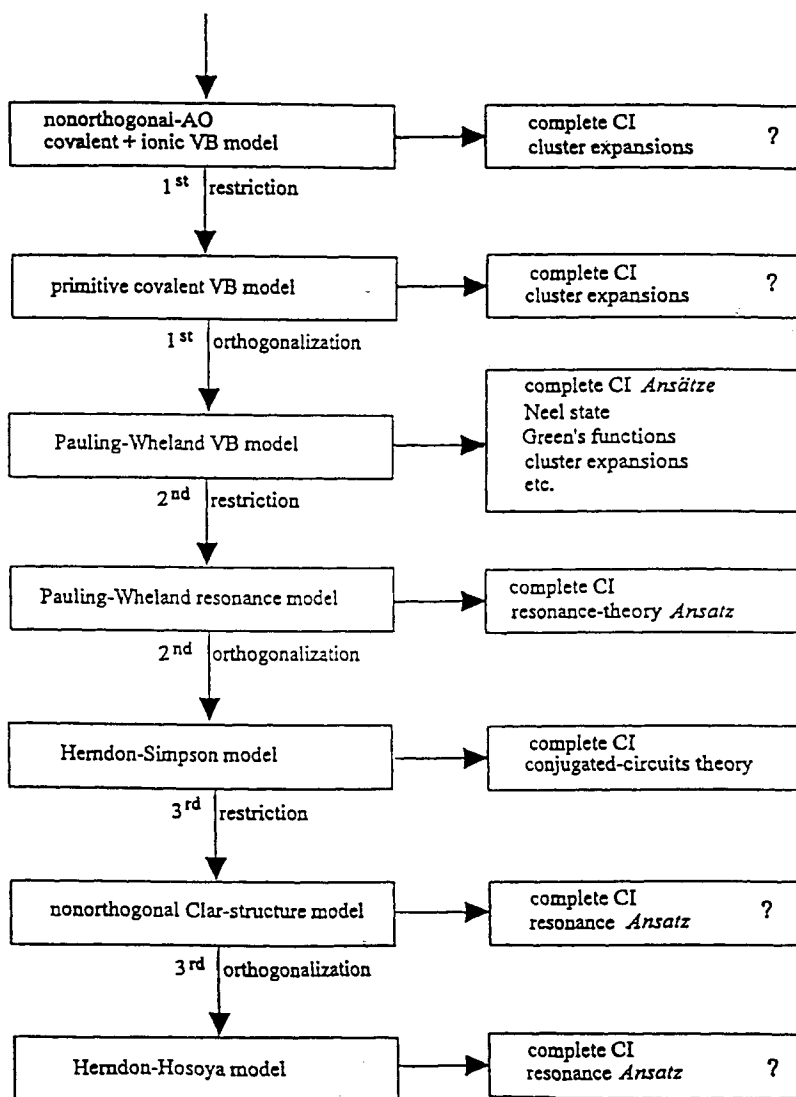 nonorthogonal-AO
covalent + ionic VB model
complete CI
cluster expansions ?
1st restriction
primitive covalent VB model
complete CI
cluster expansions ?
1st orthogonalization
Pauling-Wheland VB model
complete CI Ansätze
Neel state
Green's functions
cluster expansions
etc.
2nd restriction
Pauling-Wheland resonance model
complete CI
resonance-theory Ansatz
2nd orthogonalization
Herndon-Simpson model
complete CI
conjugated-circuits theory
3rd restriction
nonorthogonal Clar-structure model
complete CI
resonance Ansatz ?
3rd orthogonalization
Herndon-Hosoya model
complete CI
resonance Ansatz ?